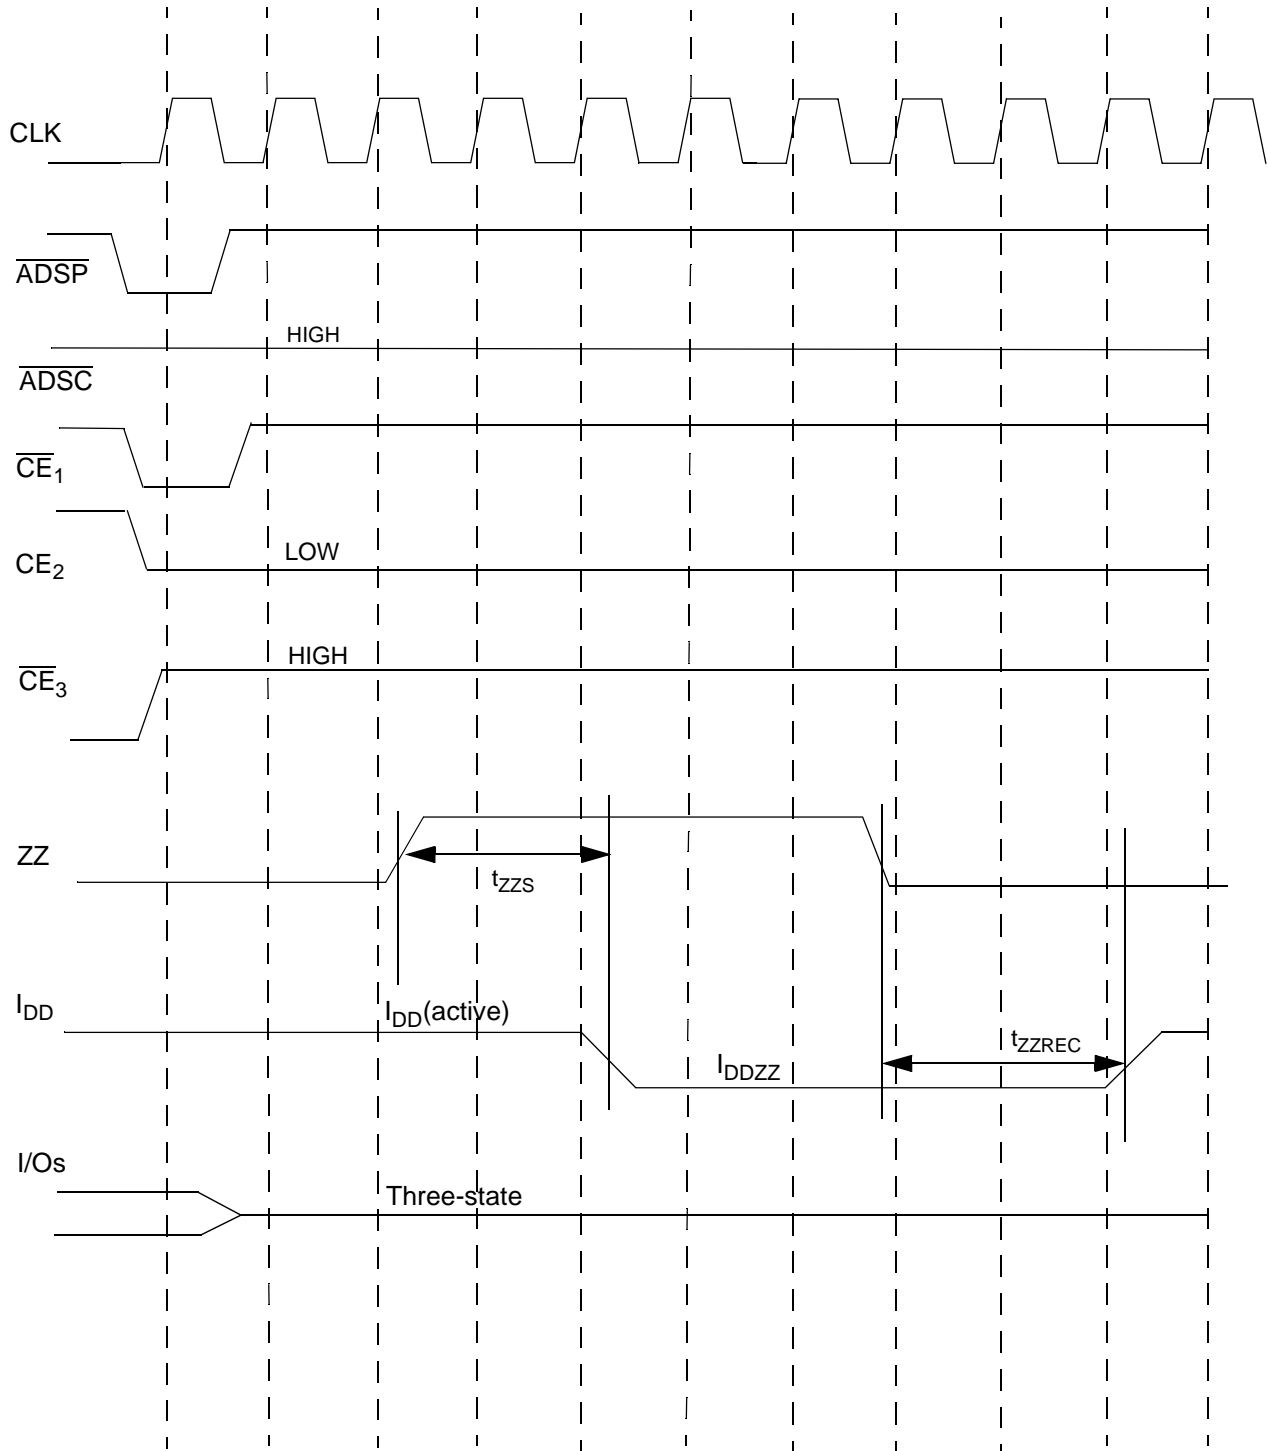 CLK
ADSP
HIGH
ADSC
CE1
LOW
CE2
HIGH
CE3
ZZ
tZZS
IDD
IDD(active)
tZZREC
IDDZZ
I/Os
Three-state